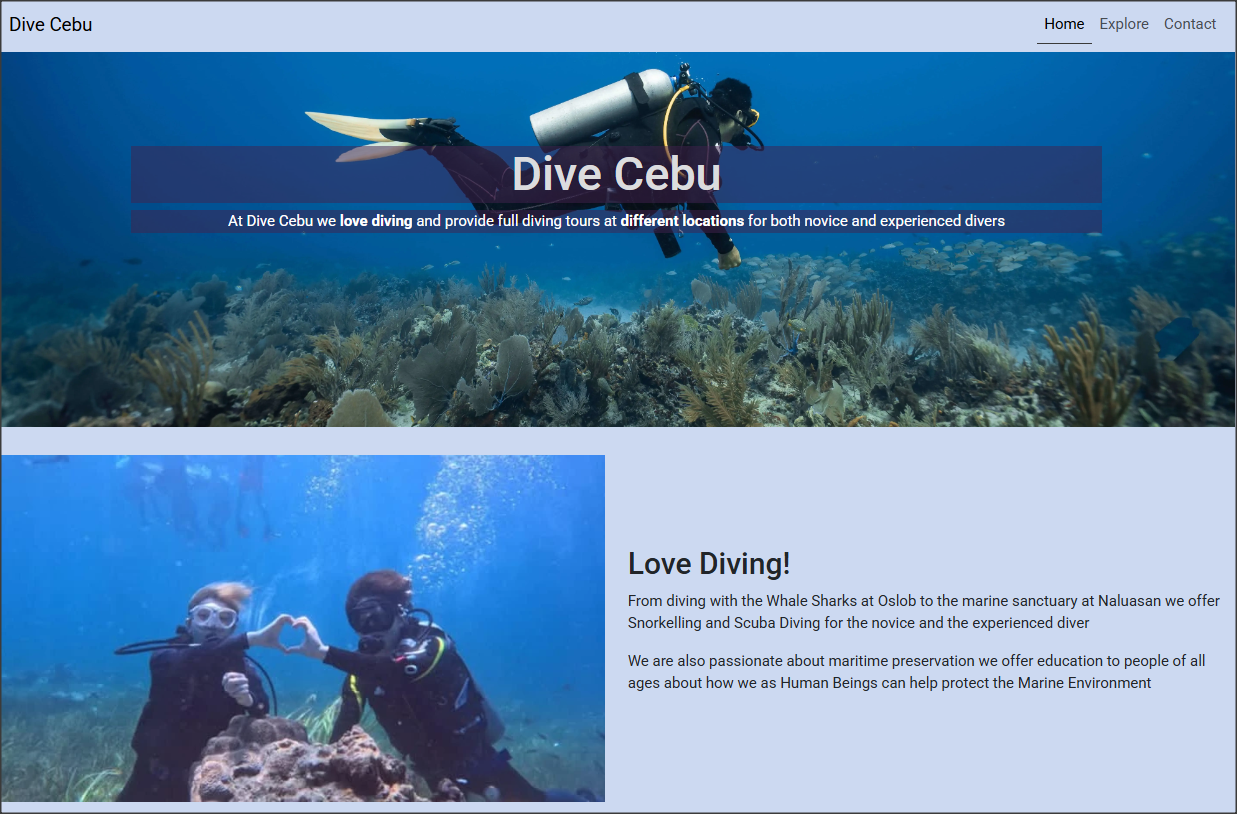 Dive Cebu
Home Explore Contact
Dive Cebu
At Dive Cebu we love diving and provide full diving tours at different locations for both novice and experienced divers
Love Diving!
From diving with the Whale Sharks at Oslob to the marine sanctuary at Naluasan we offer
Snorkelling and Scuba Diving for the novice and the experienced diver
We are also passionate about maritime preservation we offer education to people of all
ages about how we as Human Beings can help protect the Marine Environment